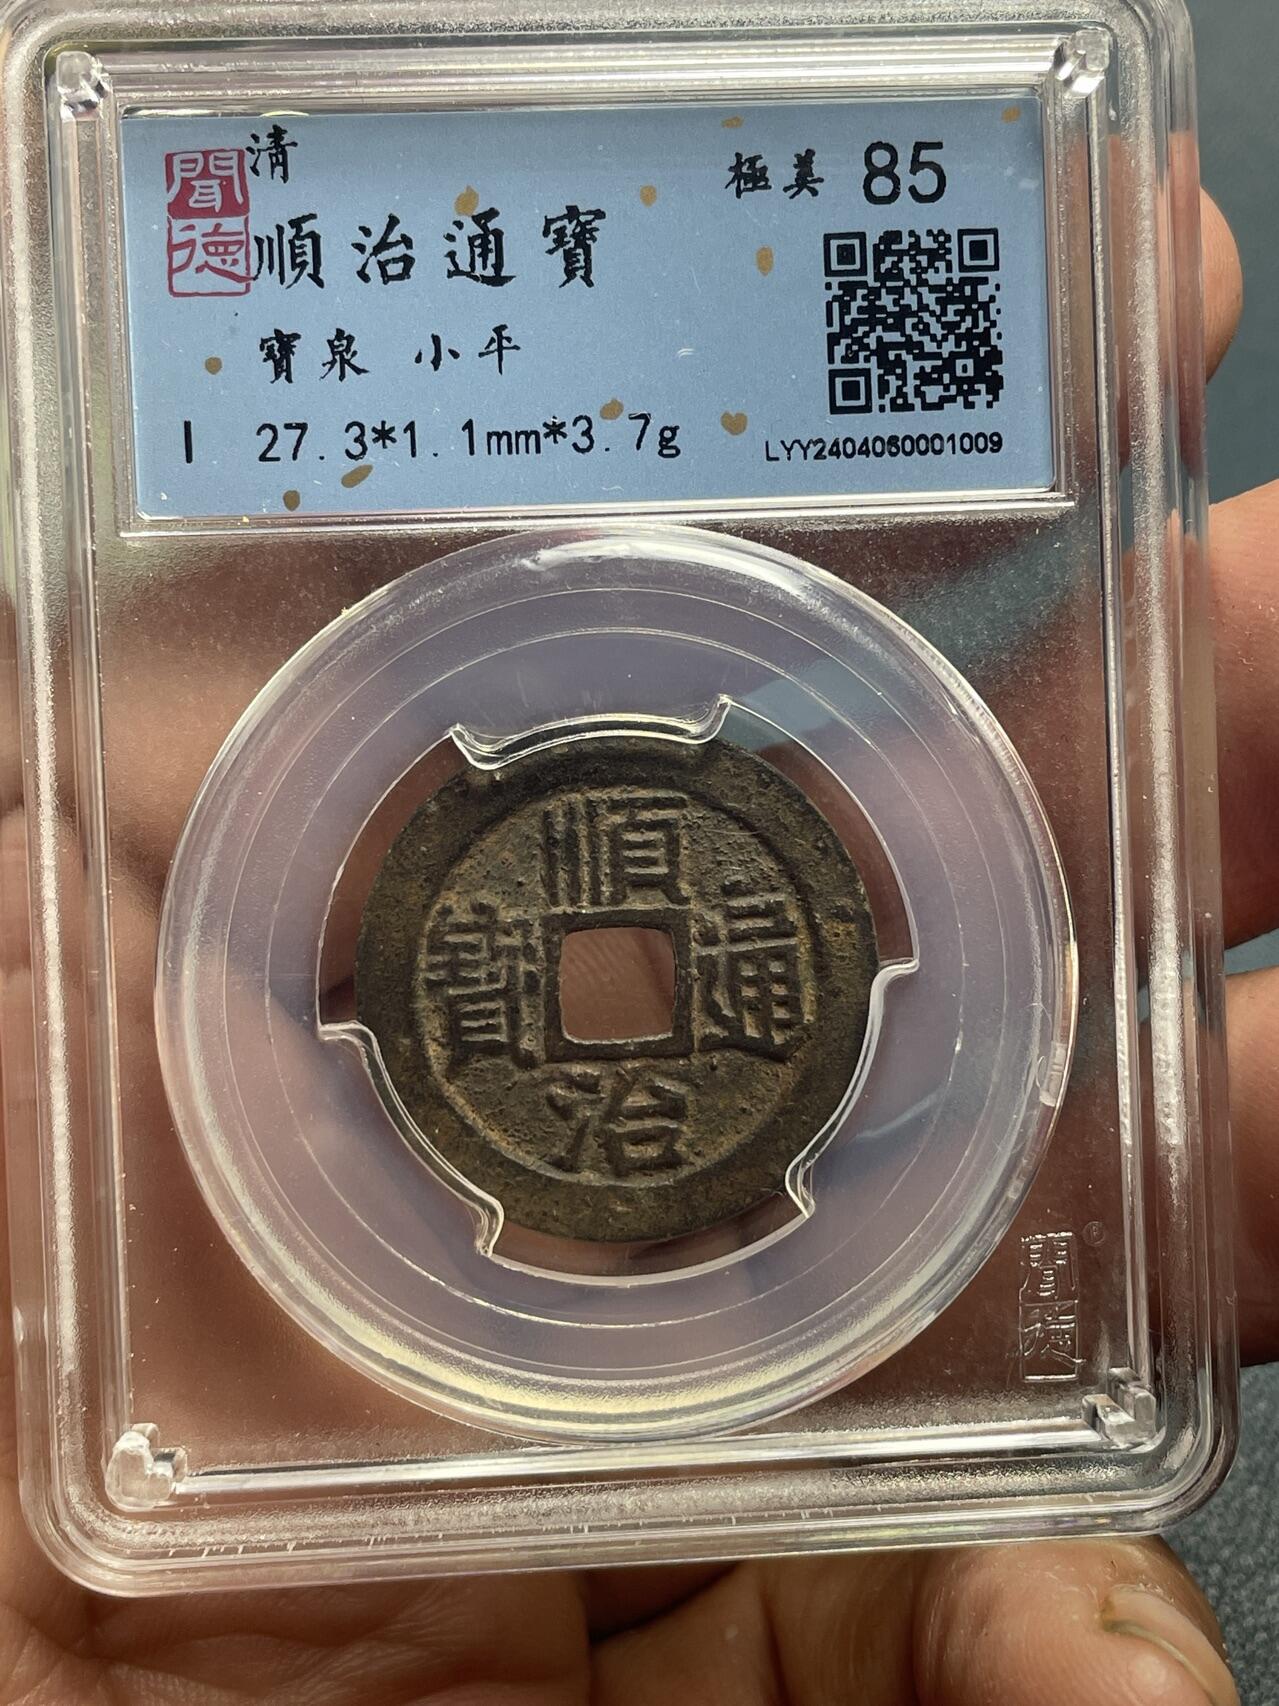 清
聞德
順治通寶
寶泉 小平
I 27.3*1.1mm*3.7g
極美 85
LYY2404060001009
順治通寶
聞德
®